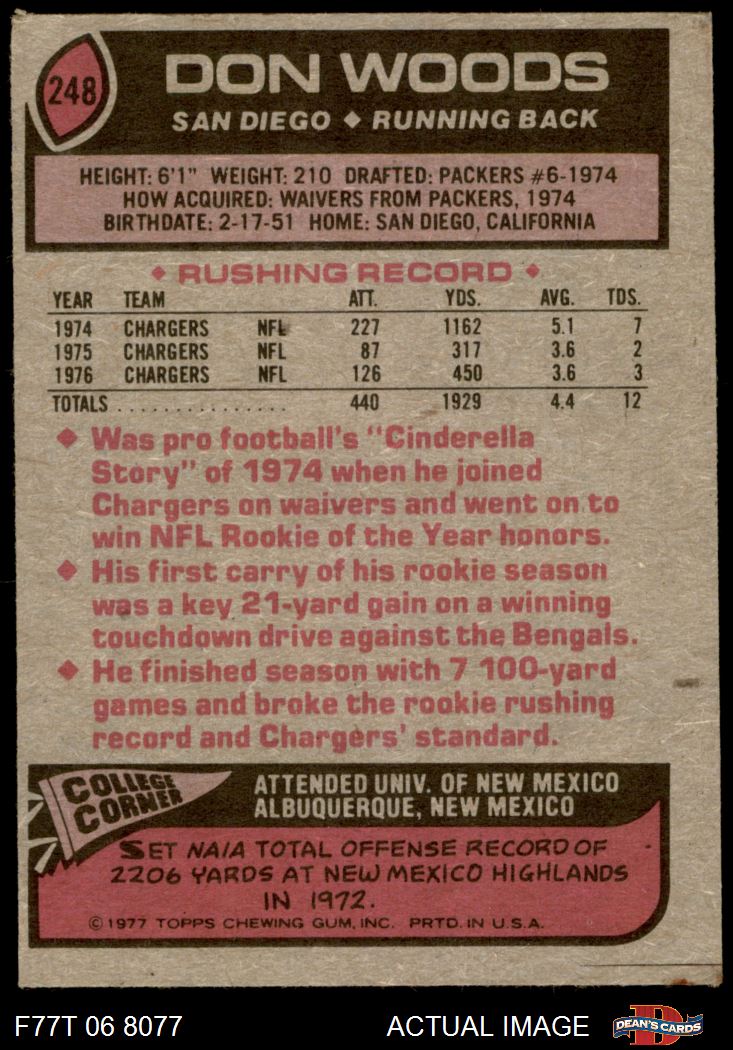 248
DON WOODS
SAN DIEGO ♦ RUNNING BACK
HEIGHT: 6'1" WEIGHT: 210 DRAFTED: PACKERS #6-1974
HOW ACQUIRED: WAIVERS FROM PACKERS, 1974
BIRTHDATE: 2-17-51 HOME: SAN DIEGO, CALIFORNIA
♦ RUSHING RECORD ♦
YEAR TEAM ATT. YDS. AVG. TDS.
1974 CHARGERS NFL 227 1162 5.1 7
1975 CHARGERS NFL 87 317 3.6 2
1976 CHARGERS NFL 126 450 3.6 3
TOTALS . . . . . . . . . . . . . . . . 440 1929 4.4 12
♦ Was pro football's "Cinderella
Story" of 1974 when he joined
Chargers on waivers and went on to
win NFL Rookie of the Year honors.
♦ His first carry of his rookie season
was a key 21-yard gain on a winning
touchdown drive against the Bengals.
♦ He finished season with 7 100-yard
games and broke the rookie rushing
record and Chargers' standard.
COLLEGE
CORNER
ATTENDED UNIV. OF NEW MEXICO
ALBUQUERQUE, NEW MEXICO
SET NAIA TOTAL OFFENSE RECORD OF
2206 YARDS AT NEW MEXICO HIGHLANDS
IN 1972.
© 1977 TOPPS CHEWING GUM, INC. PRTD. IN U.S.A.
F77T 06 8077 ACTUAL IMAGE
D
DEAN'S CARDS